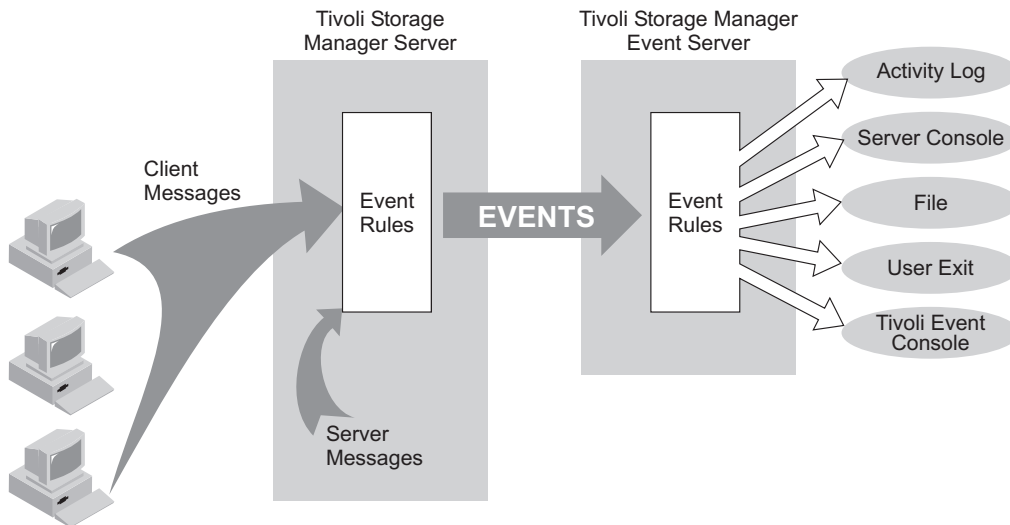 Tivoli Storage
Manager Server
Tivoli Storage Manager
Event Server
Client
Messages
Event
Rules
Server
Messages
EVENTS
Event
Rules
Activity Log
Server Console
File
User Exit
Tivoli Event
Console